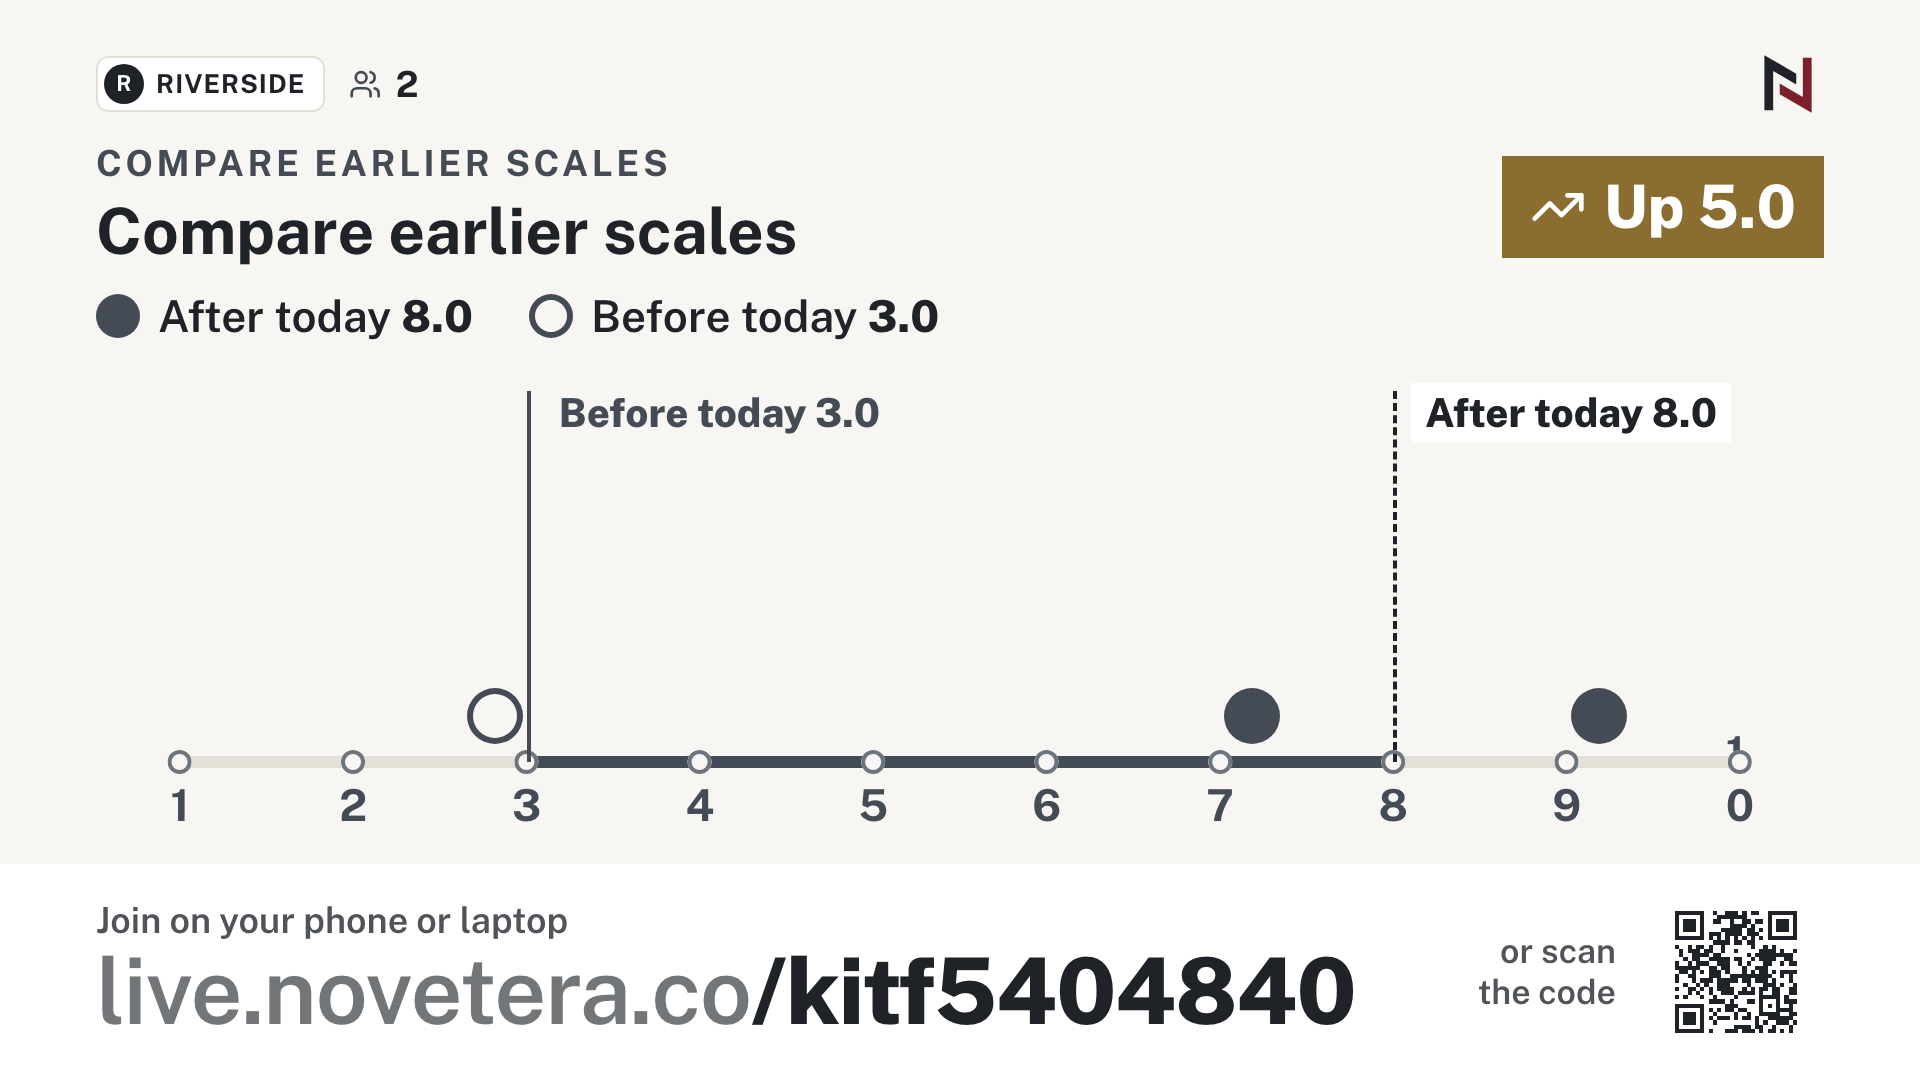 R RIVERSIDE 2
COMPARE EARLIER SCALES
Compare earlier scales
Up 5.0
After today 8.0 Before today 3.0
Before today 3.0 After today 8.0
1 2 3 4 5 6 7 8 9 10
Join on your phone or laptop
live.novetera.co/kitf5404840
or scan
the code